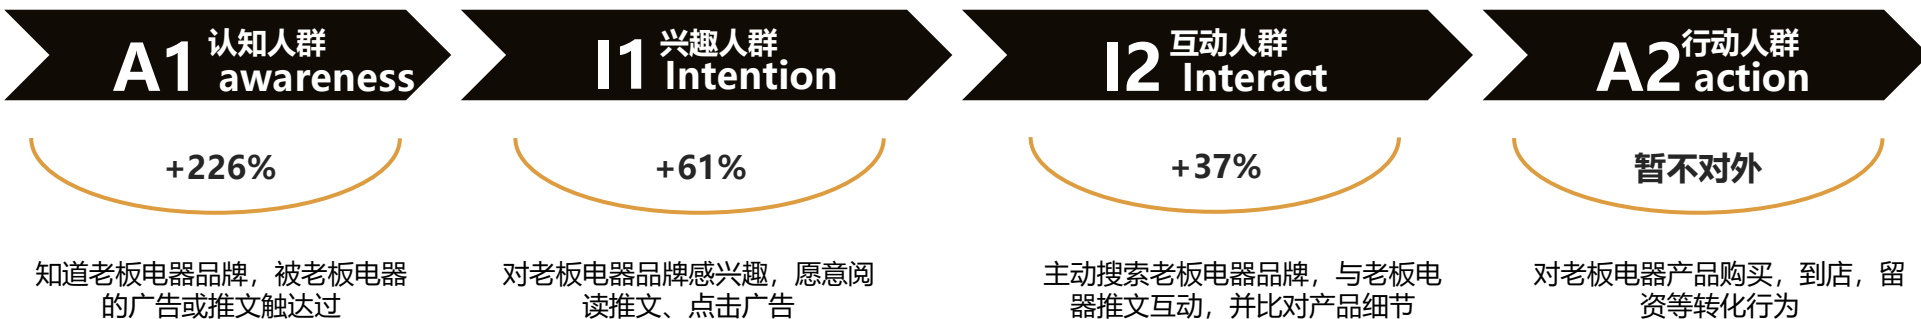 A1 认知人群
awareness
I1 兴趣人群
Intention
I2 互动人群
Interact
A2 行动人群
action
+226%
+61%
+37%
暂不对外
知道老板电器品牌，被老板电器
的广告或推文触达过
对老板电器品牌感兴趣，愿意阅
读推文、点击广告
主动搜索老板电器品牌，与老板电
器推文互动，并比对产品细节
对老板电器产品购买，到店，留
资等转化行为